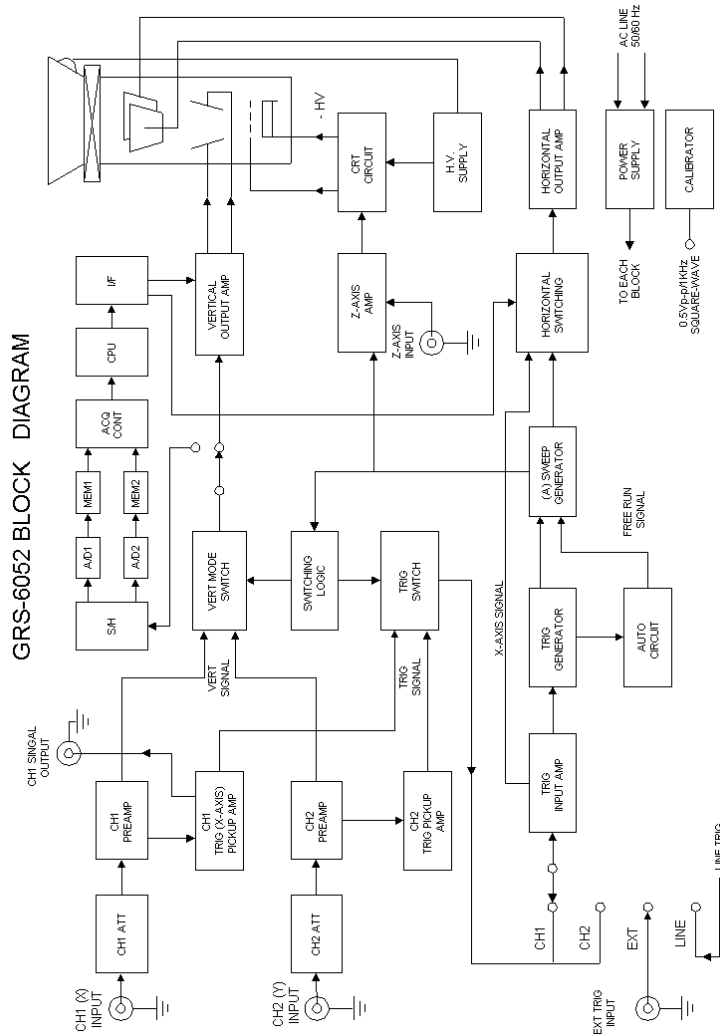 GRS-6052 BLOCK DIAGRAM
CH1 (X)
INPUT
CH1 ATT
CH1
PREAMP
CH1 SINGAL
OUTPUT
CH1
TRIG (X-AXIS)
PICKUP AMP
CH2 (Y)
INPUT
CH2 ATT
CH2
PREAMP
CH2
TRIG PICKUP
AMP
S/H
A/D1
A/D2
MEM1
MEM2
ACQ
CONT
CPU
I/F
VERT
SIGNAL
VERT MODE
SWITCH
VERTICAL
OUTPUT AMP
SWITCHING
LOGIC
TRIG
SIGNAL
TRIG
SWITCH
Z-AXIS
AMP
Z-AXIS
INPUT
CRT
CIRCUIT
- HV
H.V.
SUPPLY
CH1
CH2
EXT
LINE
EXT TRIG
INPUT
LINE TRIG
TRIG
INPUT AMP
X-AXIS SIGNAL
TRIG
GENERATOR
AUTO
CIRCUIT
FREE RUN
SIGNAL
(A) SWEEP
GENERATOR
HORIZONTAL
SWITCHING
HORIZONTAL
OUTPUT AMP
TO EACH
BLOCK
POWER
SUPPLY
AC LINE
50/60 Hz
0.5Vp-p/1KHz
SQUARE-WAVE
CALIBRATOR